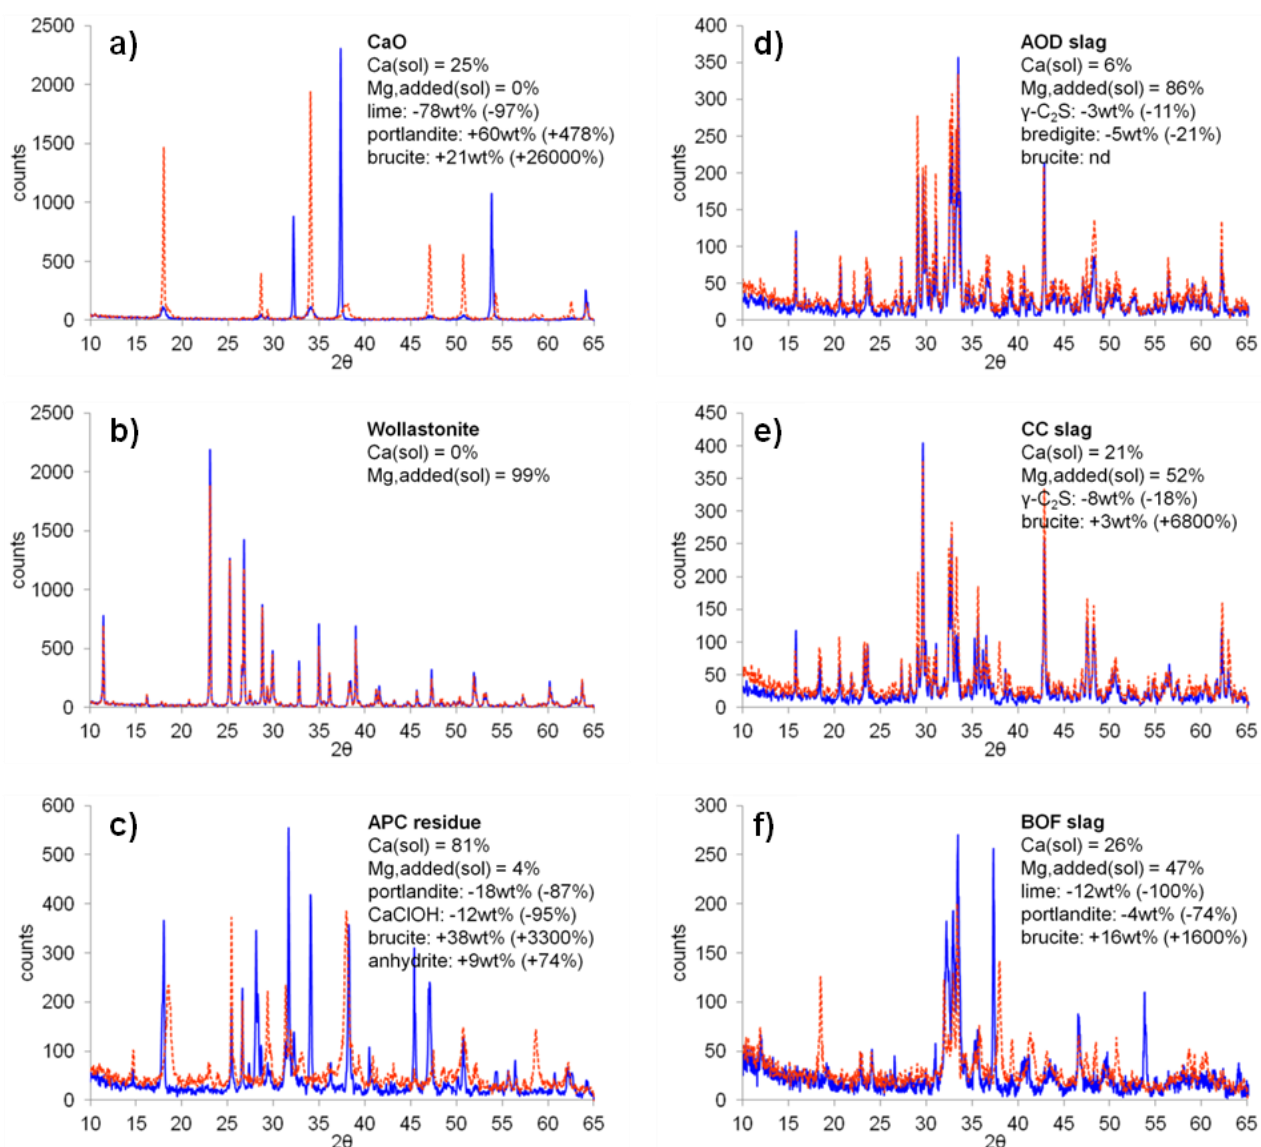 a)
CaO
Ca(sol) = 25%
Mg,added(sol) = 0%
lime: -78wt% (-97%)
portlandite: +60wt% (+478%)
brucite: +21wt% (+26000%)
counts
2500
2000
1500
1000
500
0
10 15 20 25 30 35 40 45 50 55 60 65
2θ
d)
AOD slag
Ca(sol) = 6%
Mg,added(sol) = 86%
γ-C₂S: -3wt% (-11%)
bredigite: -5wt% (-21%)
brucite: nd
counts
400
350
300
250
200
150
100
50
0
10 15 20 25 30 35 40 45 50 55 60 65
2θ
b)
Wollastonite
Ca(sol) = 0%
Mg,added(sol) = 99%
counts
2500
2000
1500
1000
500
0
10 15 20 25 30 35 40 45 50 55 60 65
2θ
e)
CC slag
Ca(sol) = 21%
Mg,added(sol) = 52%
γ-C₂S: -8wt% (-18%)
brucite: +3wt% (+6800%)
counts
450
400
350
300
250
200
150
100
50
0
10 15 20 25 30 35 40 45 50 55 60 65
2θ
c)
APC residue
Ca(sol) = 81%
Mg,added(sol) = 4%
portlandite: -18wt% (-87%)
CaClOH: -12wt% (-95%)
brucite: +38wt% (+3300%)
anhydrite: +9wt% (+74%)
counts
600
500
400
300
200
100
0
10 15 20 25 30 35 40 45 50 55 60 65
2θ
f)
BOF slag
Ca(sol) = 26%
Mg,added(sol) = 47%
lime: -12wt% (-100%)
portlandite: -4wt% (-74%)
brucite: +16wt% (+1600%)
counts
300
250
200
150
100
50
0
10 15 20 25 30 35 40 45 50 55 60 65
2θ